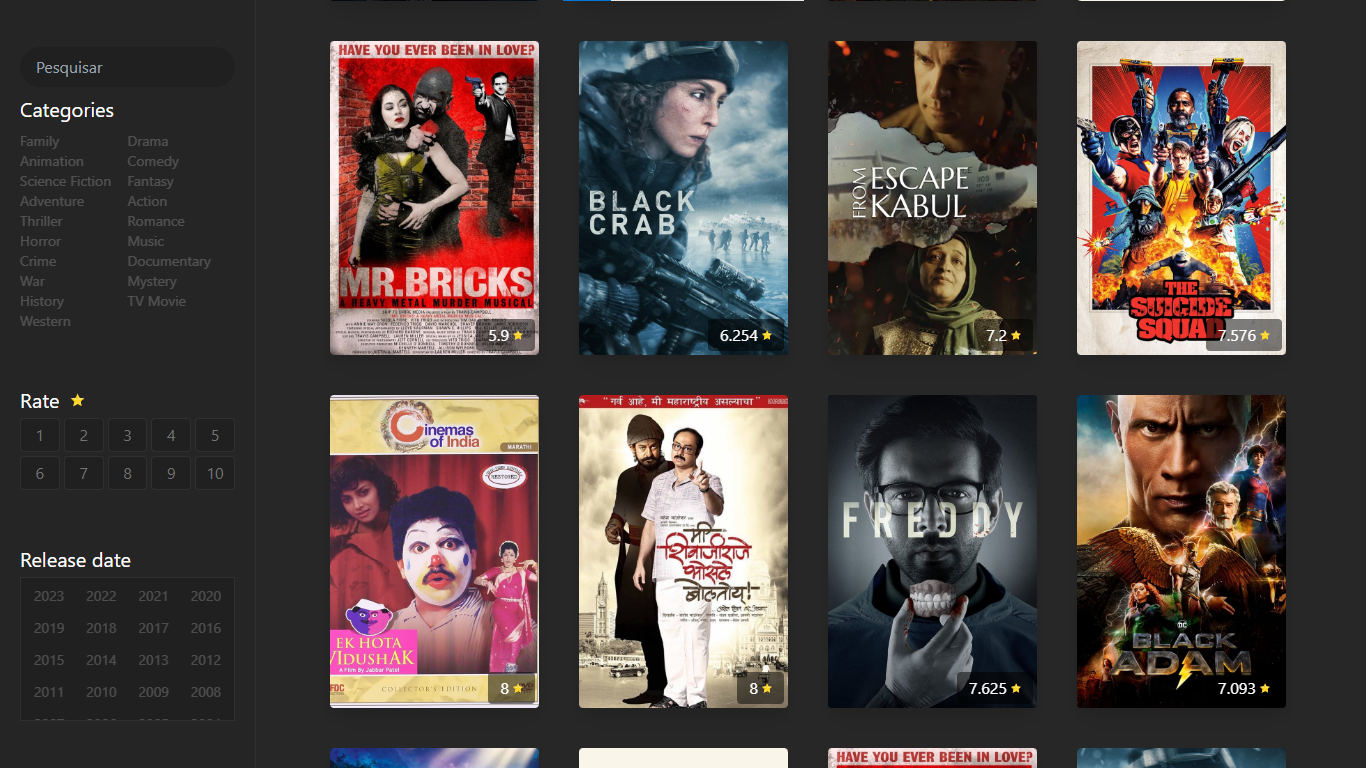 Pesquisar
Categories
Family Drama
Animation Comedy
Science Fiction Fantasy
Adventure Action
Thriller Romance
Horror Music
Crime Documentary
War Mystery
History TV Movie
Western
Rate
1 2 3 4 5
6 7 8 9 10
Release date
2023 2022 2021 2020
2019 2018 2017 2016
2015 2014 2013 2012
2011 2010 2009 2008
HAVE YOU EVER BEEN IN LOVE?
MR.BRICKS
A HEAVY METAL MURDER MUSICAL
5.9
BLACK
CRAB
6.254
ESCAPE
FROM
KABUL
7.2
THE
SUICIDE
SQUAD
7.576
Cinemas
of India
MARATHI
RESTORED
EK HOTA
VIDUSHAK
A Film By Jabbar Patel
COLLECTOR'S EDITION
8
" गर्व आहे, मी महाराष्ट्रीय असल्याचा "
मी
शिवाजीराजे
भोसले
बोलतोय!
8
FREDDY
7.625
DC
BLACK
ADAM
7.093
HAVE YOU EVER BEEN IN LOVE?